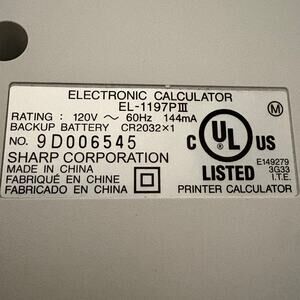 ELECTRONIC CALCULATOR
EL-1197PⅢ
RATING : 120V ～ 60Hz 144mA
BACKUP BATTERY CR2032×1
NO. 9D006545
SHARP CORPORATION
MADE IN CHINA
FABRIQUÉ EN CHINE
FABRICADO EN CHINA
M
C UL US
LISTED
E149279
3G33
I.T.E.
PRINTER CALCULATOR